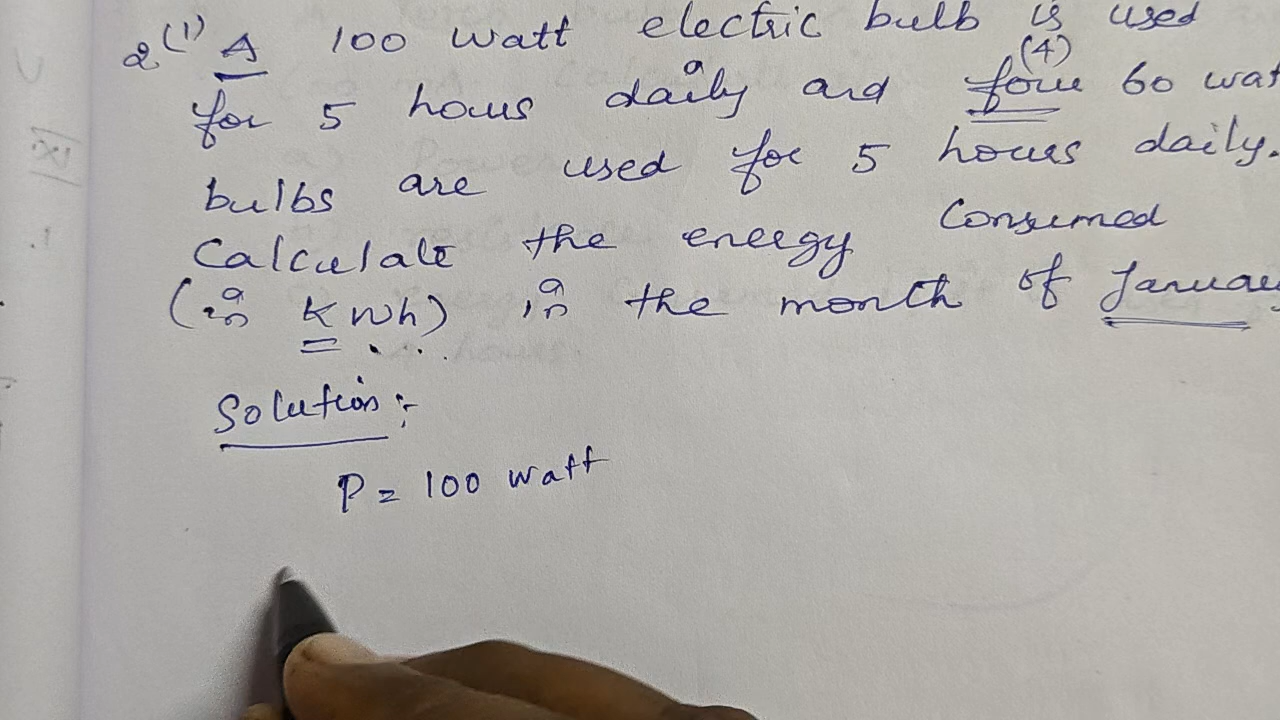 2 (1) A 100 watt electric bulb is used
(4)
for 5 hours daily and four 60 wat
bulbs are used for 5 hours daily.
Calculate the energy consumed
(in kwh) in the month of January
Solution:-
P = 100 watt